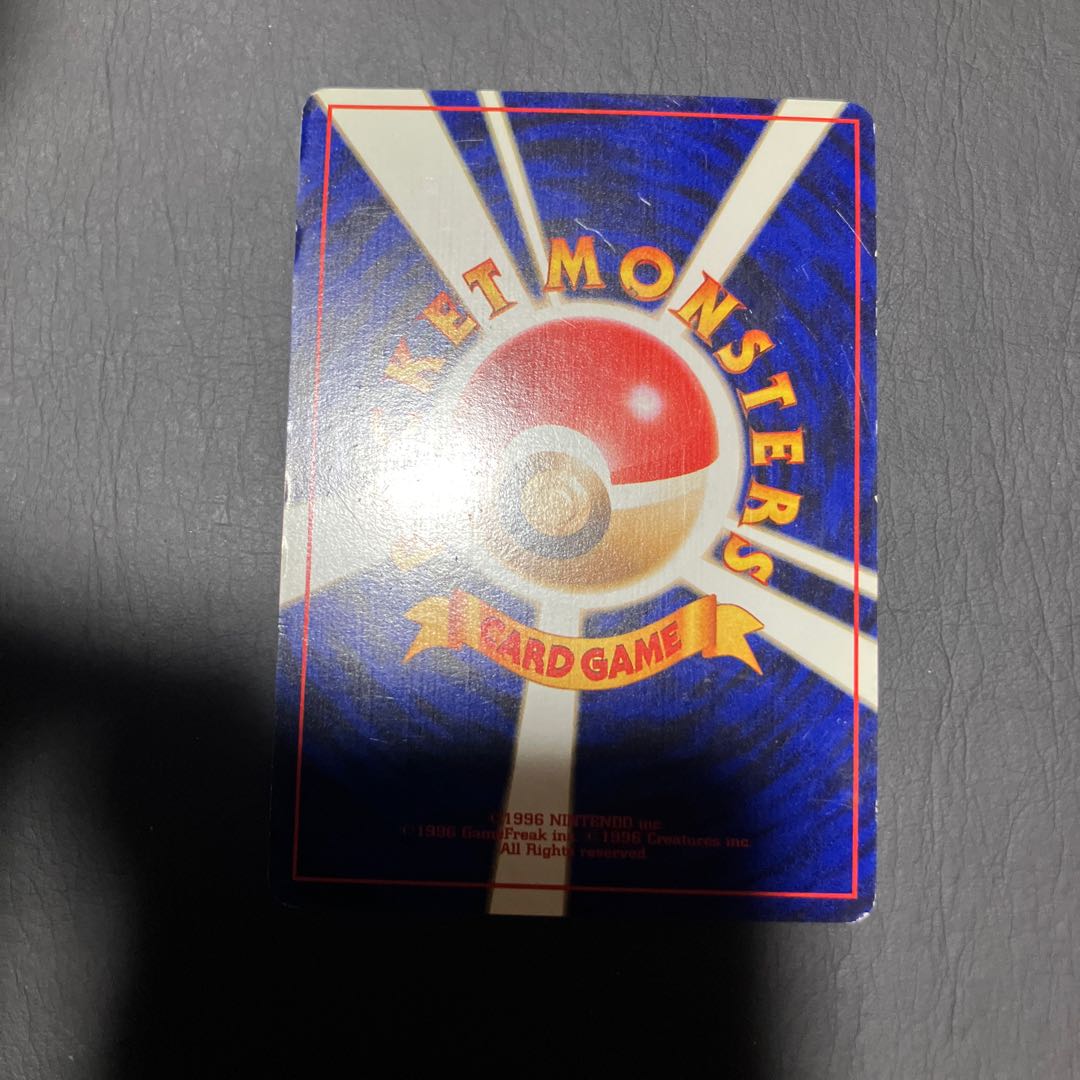 KET MONSTERS
CARD GAME
©1996 NINTENDO inc.
©1996 GameFreak inc. ©1996 Creatures inc.
All Rights reserved.